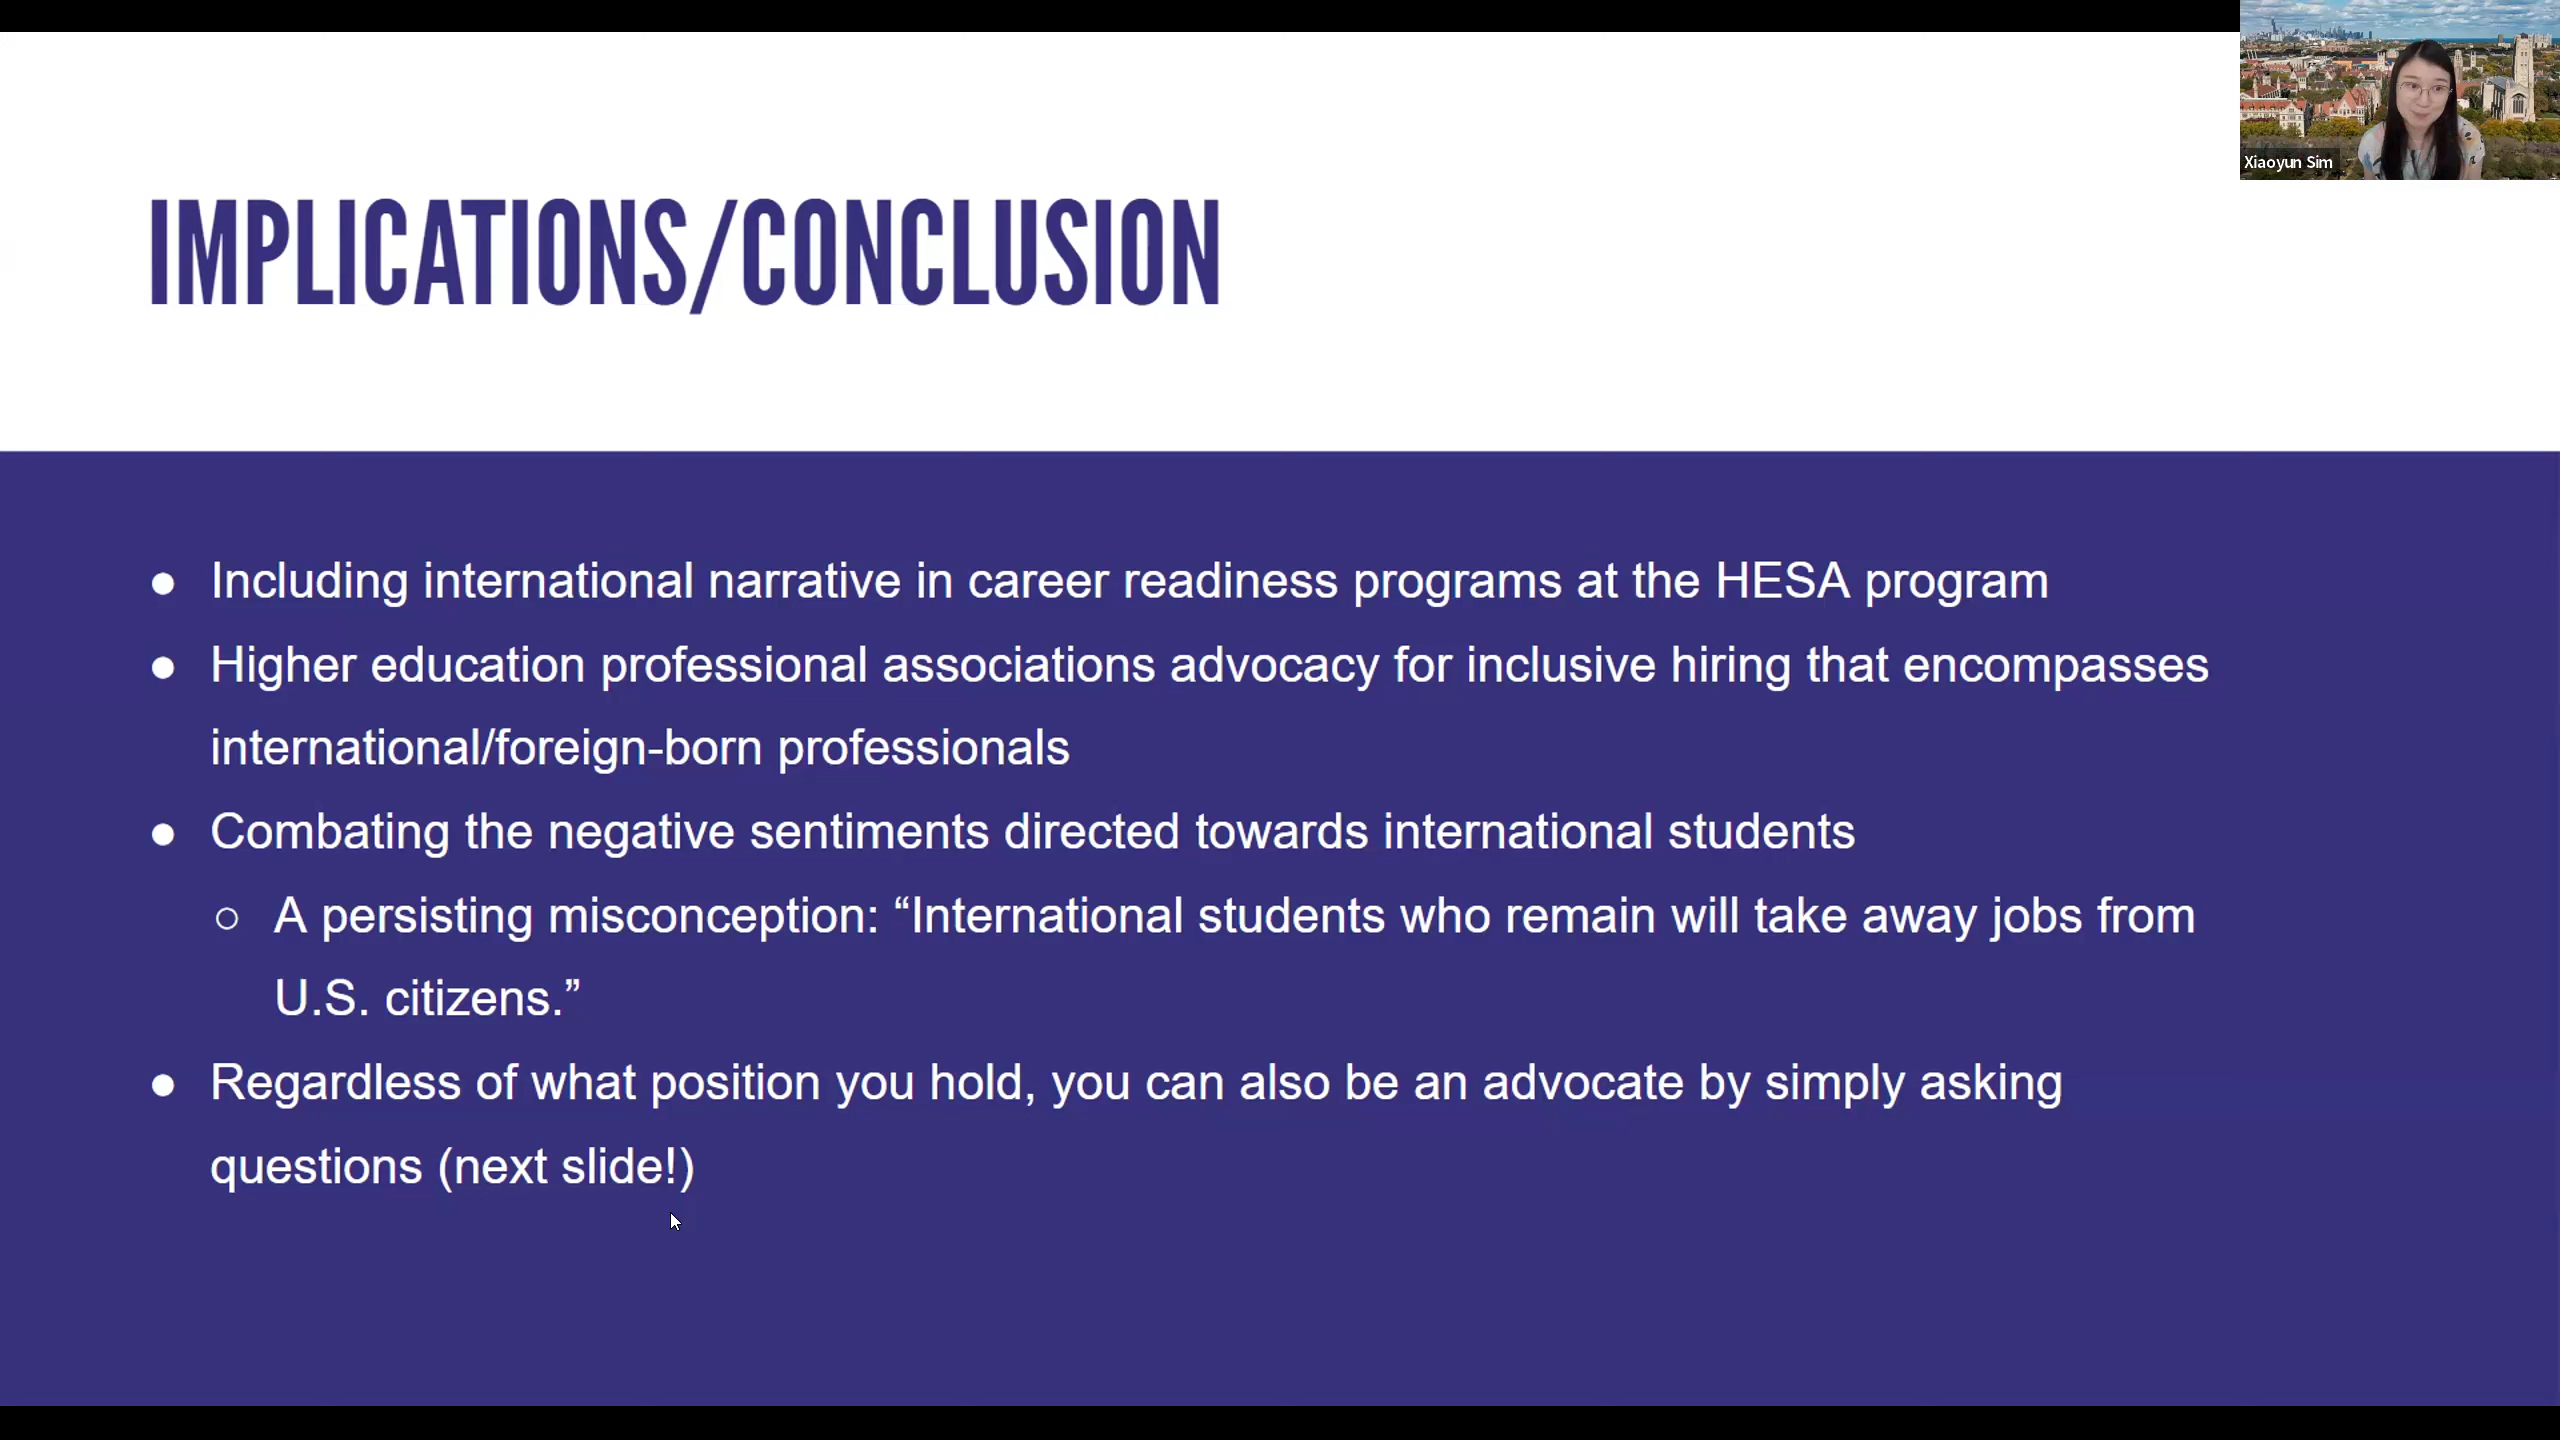 IMPLICATIONS/CONCLUSION
Xiaoyun Sim
● Including international narrative in career readiness programs at the HESA program
● Higher education professional associations advocacy for inclusive hiring that encompasses
international/foreign-born professionals
● Combating the negative sentiments directed towards international students
○ A persisting misconception: “International students who remain will take away jobs from
U.S. citizens.”
● Regardless of what position you hold, you can also be an advocate by simply asking
questions (next slide!)